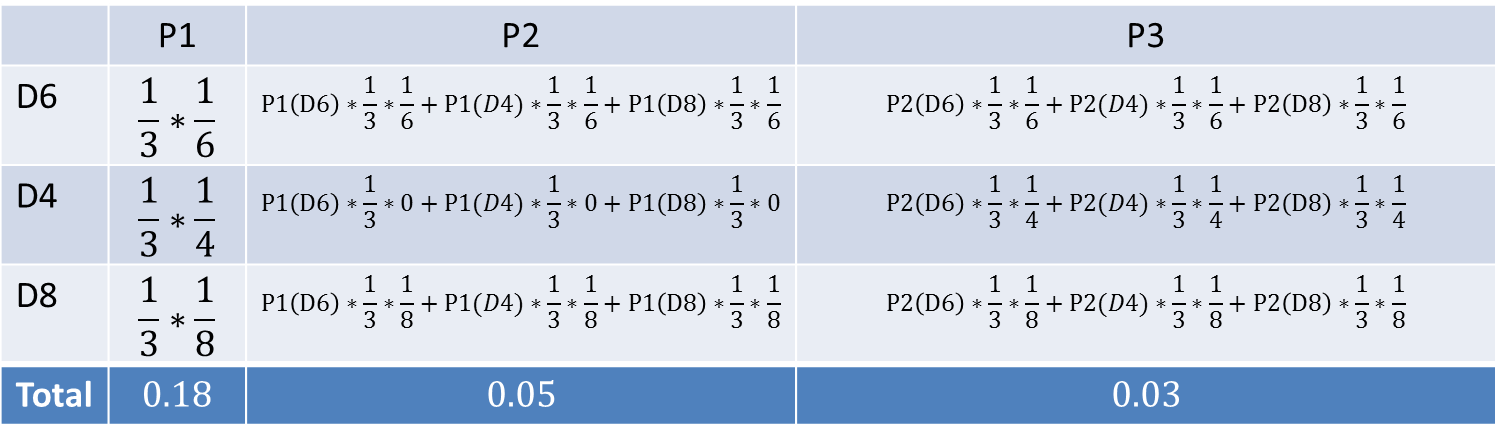 P1 P2 P3
D6 1/3 * 1/6 P1(D6) * 1/3 * 1/6 + P1(D4) * 1/3 * 1/6 + P1(D8) * 1/3 * 1/6 P2(D6) * 1/3 * 1/6 + P2(D4) * 1/3 * 1/6 + P2(D8) * 1/3 * 1/6
D4 1/3 * 1/4 P1(D6) * 1/3 * 0 + P1(D4) * 1/3 * 0 + P1(D8) * 1/3 * 0 P2(D6) * 1/3 * 1/4 + P2(D4) * 1/3 * 1/4 + P2(D8) * 1/3 * 1/4
D8 1/3 * 1/8 P1(D6) * 1/3 * 1/8 + P1(D4) * 1/3 * 1/8 + P1(D8) * 1/3 * 1/8 P2(D6) * 1/3 * 1/8 + P2(D4) * 1/3 * 1/8 + P2(D8) * 1/3 * 1/8
Total 0.18 0.05 0.03